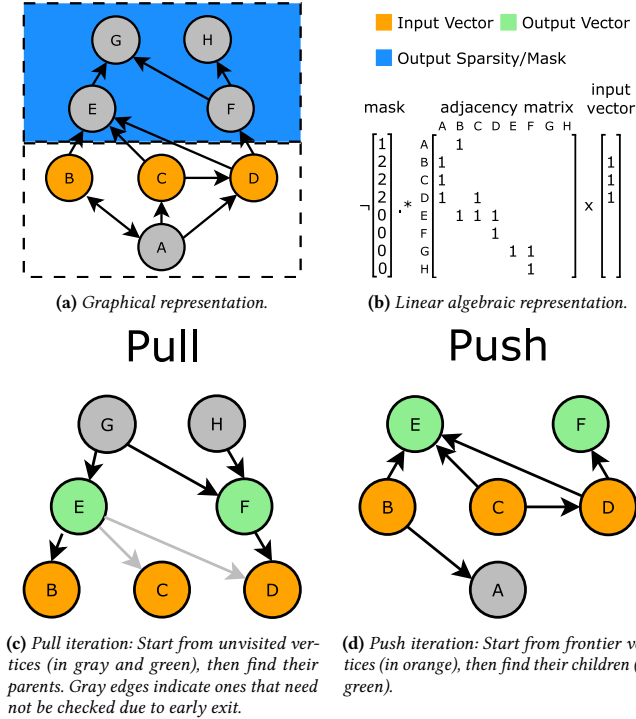 G H
E F
B C D
A
(a) Graphical representation.
Input Vector Output Vector
Output Sparsity/Mask
mask adjacency matrix input vector
A B C D E F G H
¬ .* x
1 A 1
2 B 1 1
2 C 1 1
2 D 1 1 1
0 E 1 1 1
0 F 1
0 G 1 1
0 H 1
(b) Linear algebraic representation.
Pull
Push
G H
E F
B C D
(c) Pull iteration: Start from unvisited ver-
tices (in gray and green), then find their
parents. Gray edges indicate ones that need
not be checked due to early exit.
E F
B C D
A
(d) Push iteration: Start from frontier ve
tices (in orange), then find their children (
green).